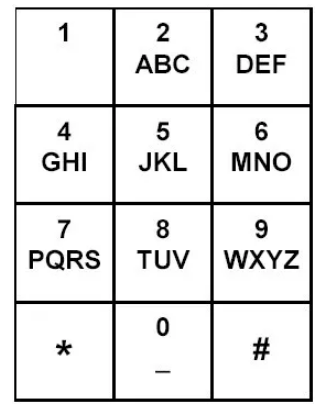 1 2 3
ABC DEF
4 5 6
GHI JKL MNO
7 8 9
PQRS TUV WXYZ
* 0 #
_